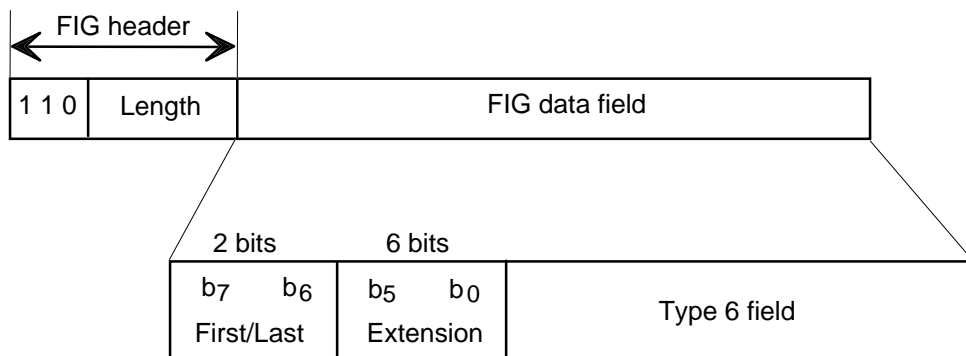 FIG header
1 1 0 Length FIG data field
2 bits 6 bits
b7 b6 b5 b0
First/Last Extension Type 6 field